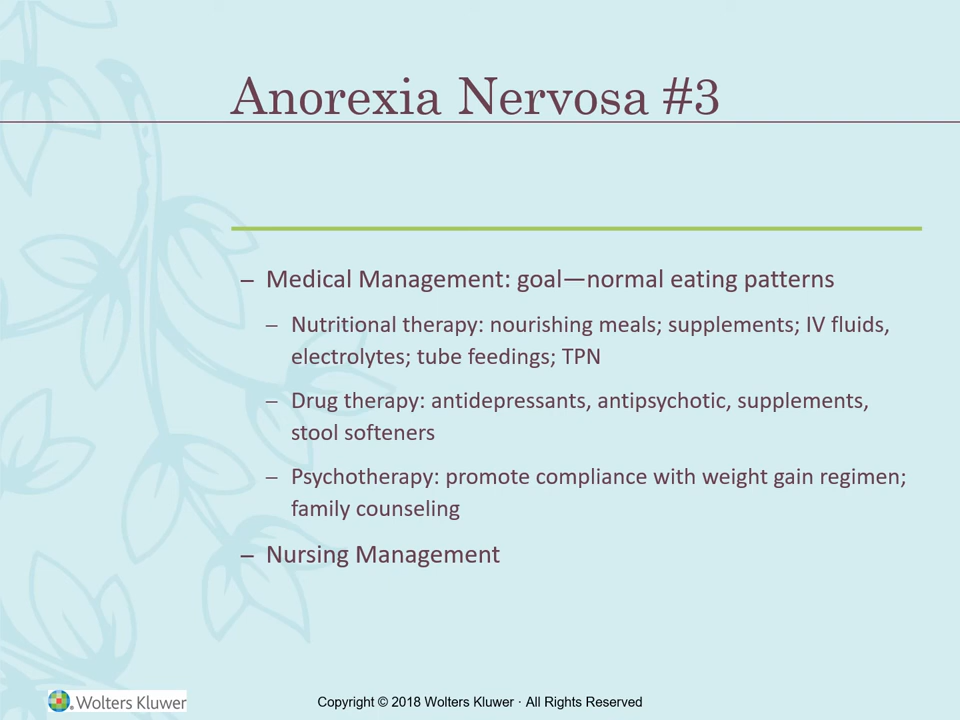 Anorexia Nervosa #3
– Medical Management: goal—normal eating patterns
– Nutritional therapy: nourishing meals; supplements; IV fluids,
electrolytes; tube feedings; TPN
– Drug therapy: antidepressants, antipsychotic, supplements,
stool softeners
– Psychotherapy: promote compliance with weight gain regimen;
family counseling
– Nursing Management
Wolters Kluwer
Copyright © 2018 Wolters Kluwer · All Rights Reserved